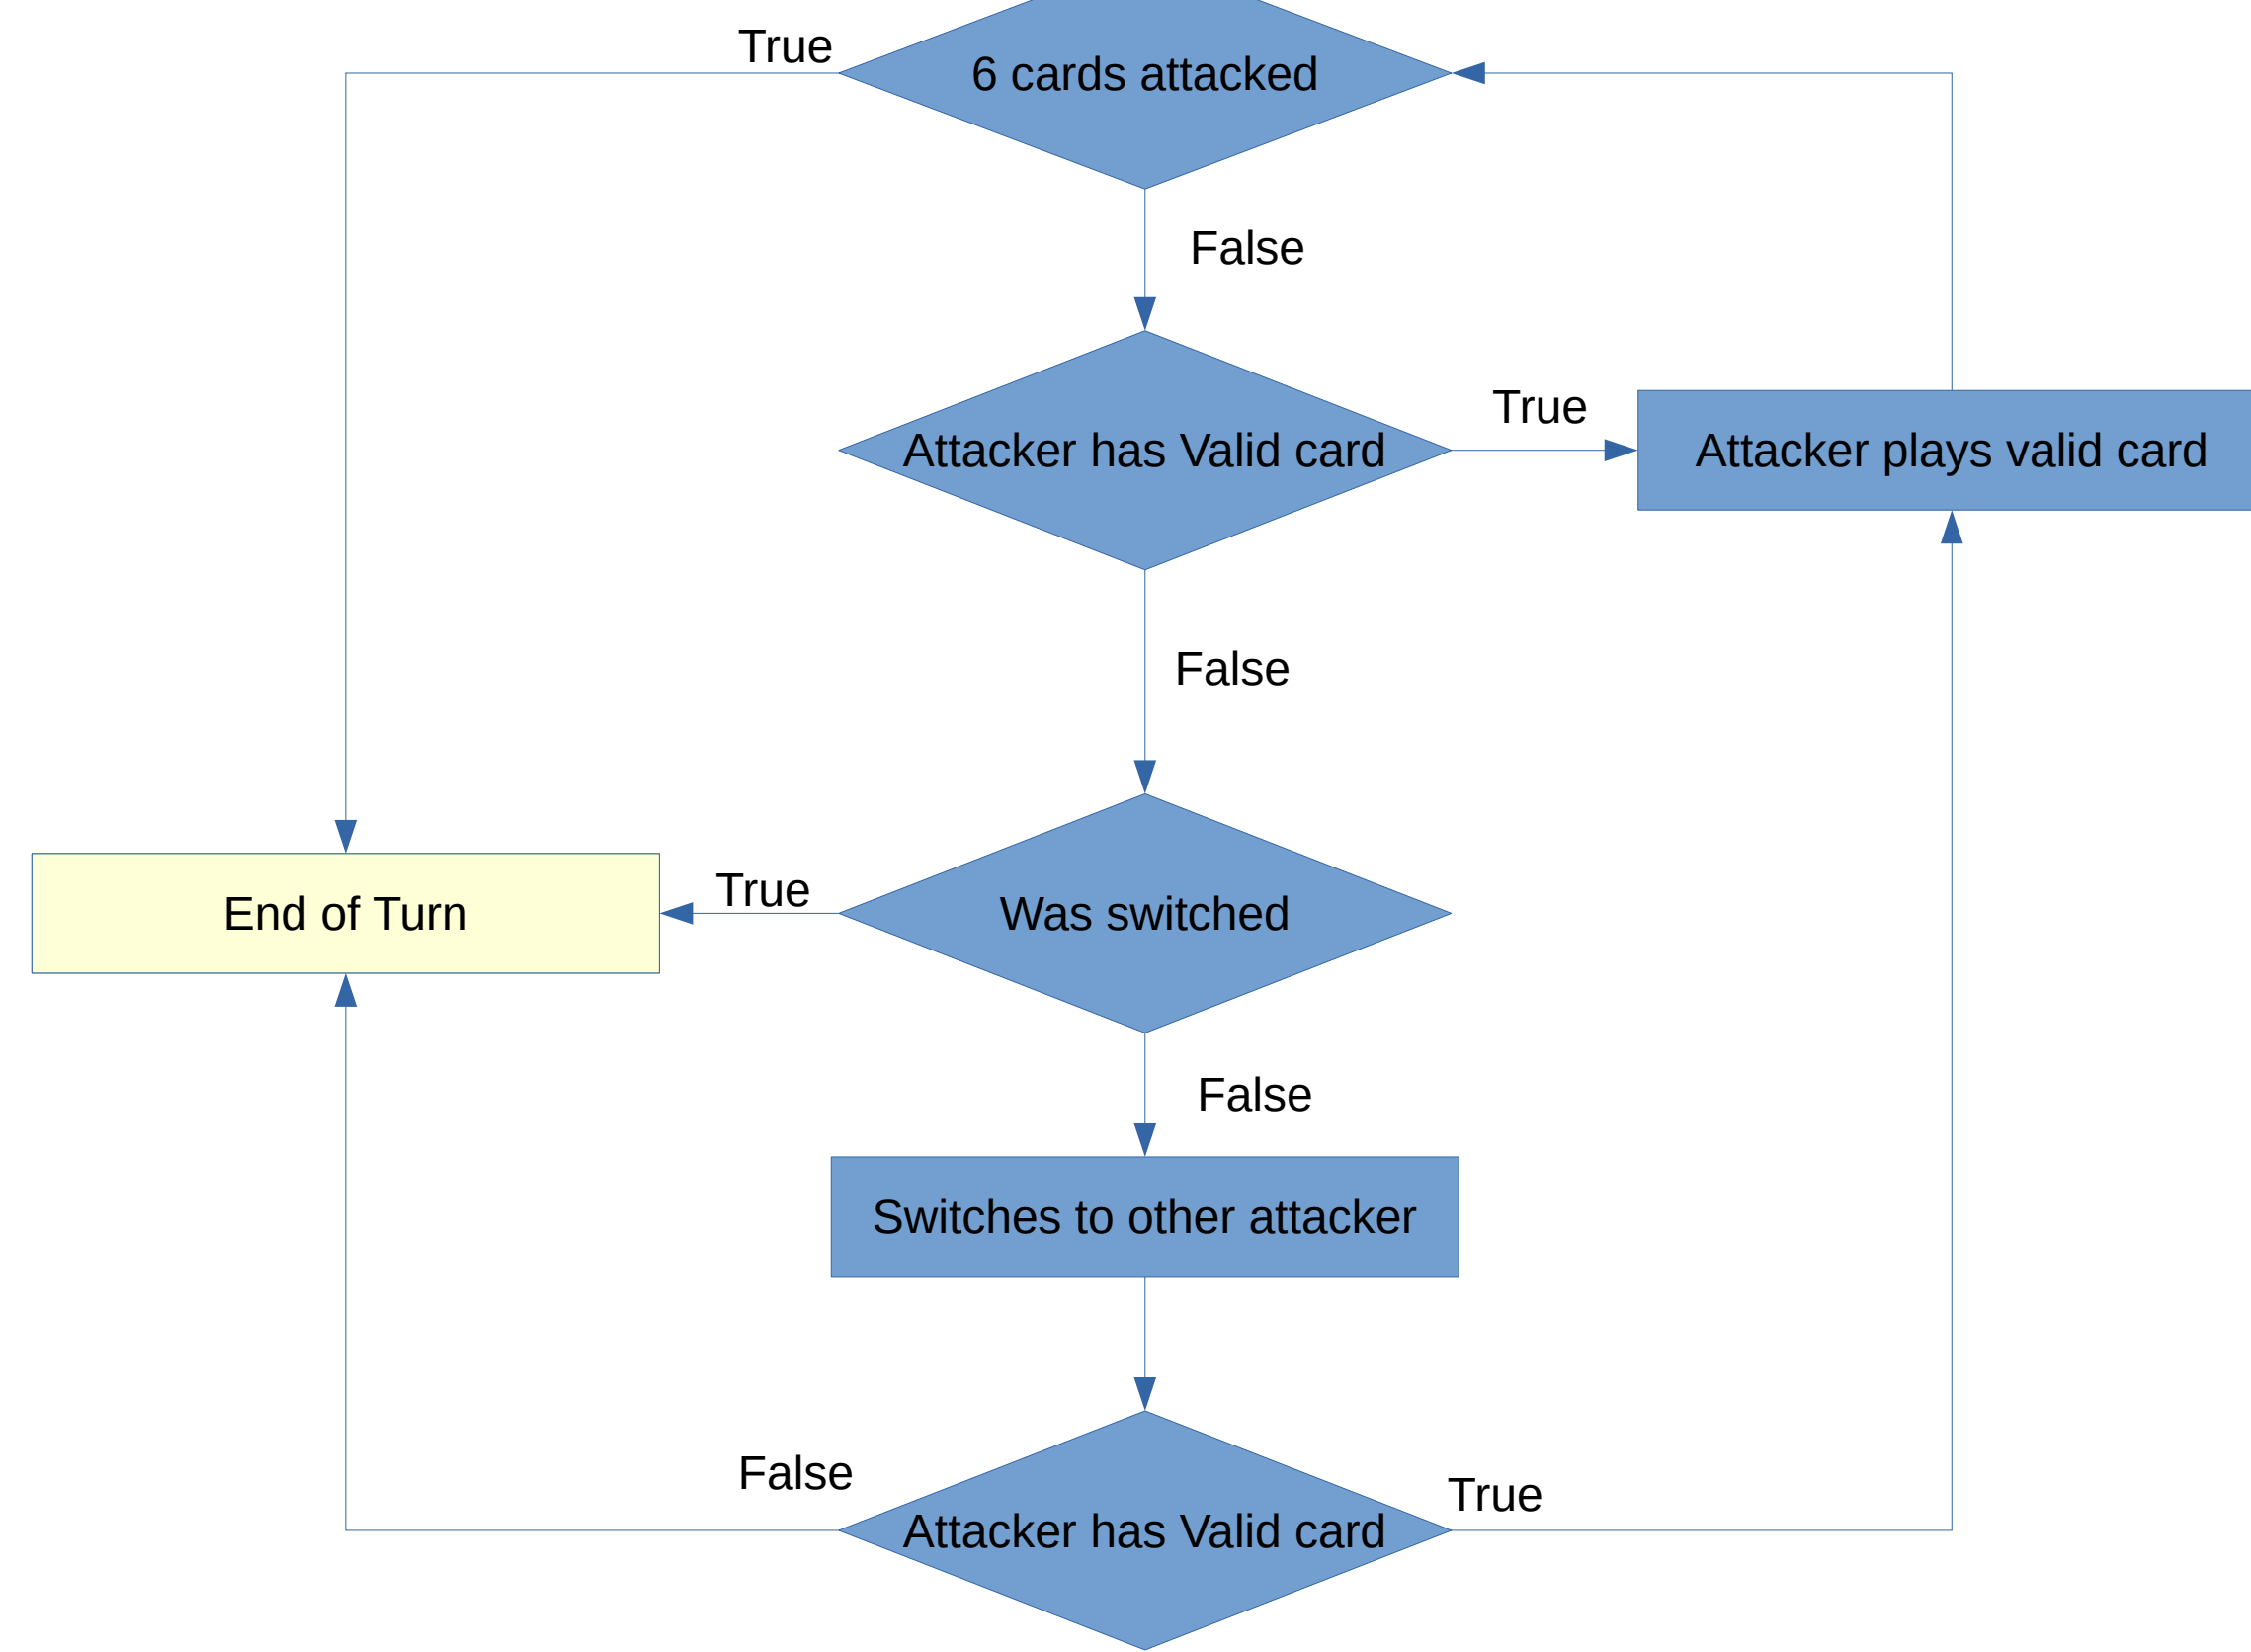 True
6 cards attacked
False
True
Attacker has Valid card
Attacker plays valid card
False
True
End of Turn
Was switched
False
Switches to other attacker
False
True
Attacker has Valid card